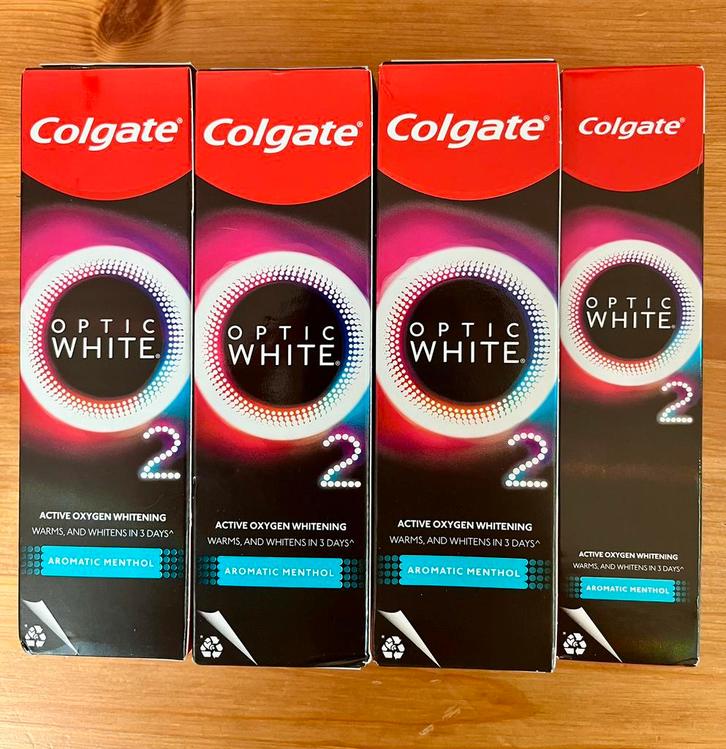 Colgate®
OPTIC
WHITE®
2
ACTIVE OXYGEN WHITENING
WARMS, AND WHITENS IN 3 DAYS^
AROMATIC MENTHOL
Colgate®
OPTIC
WHITE®
2
ACTIVE OXYGEN WHITENING
WARMS, AND WHITENS IN 3 DAYS^
AROMATIC MENTHOL
Colgate®
OPTIC
WHITE®
2
ACTIVE OXYGEN WHITENING
WARMS, AND WHITENS IN 3 DAYS^
AROMATIC MENTHOL
Colgate®
OPTIC
WHITE®
2
ACTIVE OXYGEN WHITENING
WARMS, AND WHITENS IN 3 DAYS^
AROMATIC MENTHOL